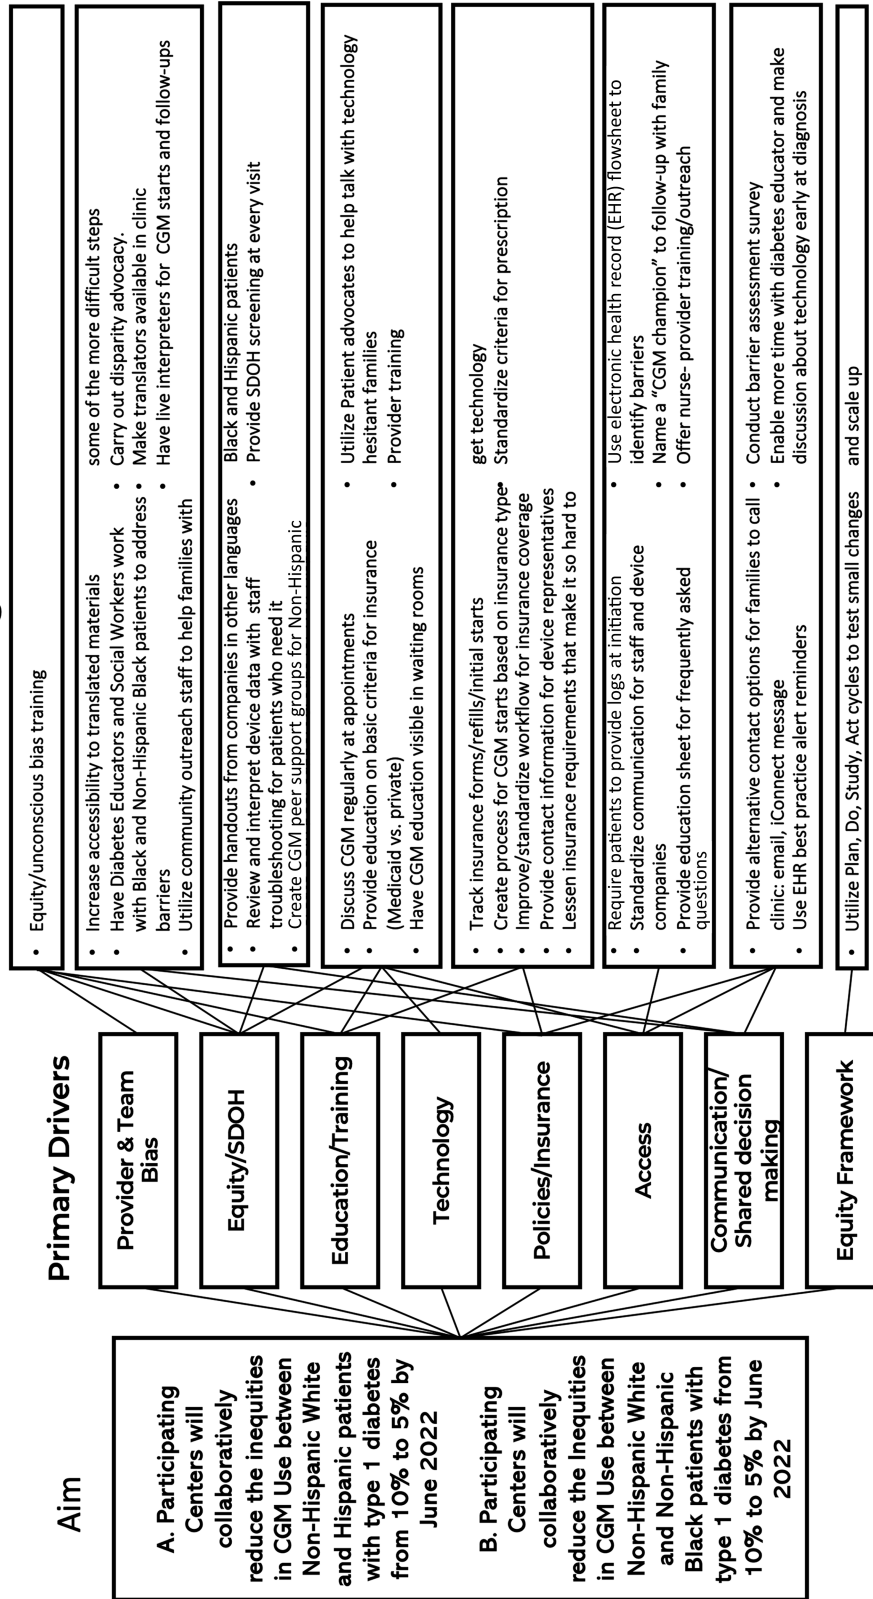 Aim
A. Participating
Centers will
collaboratively
reduce the inequities
in CGM Use between
Non-Hispanic White
and Hispanic patients
with type 1 diabetes
from 10% to 5% by
June 2022
B. Participating
Centers will
collaboratively
reduce the Inequities
in CGM Use between
Non-Hispanic White
and Non-Hispanic
Black patients with
type 1 diabetes from
10% to 5% by June
2022
Primary Drivers
Provider & Team
Bias
Equity/SDOH
Education/Training
Technology
Policies/Insurance
Access
Communication/
Shared decision
making
Equity Framework
• Equity/unconscious bias training
• Increase accessibility to translated materials
• Have Diabetes Educators and Social Workers work
with Black and Non-Hispanic Black patients to address
barriers
• Utilize community outreach staff to help families with
some of the more difficult steps
• Carry out disparity advocacy.
• Make translators available in clinic
• Have live interpreters for CGM starts and follow-ups
• Provide handouts from companies in other languages
• Review and interpret device data with staff
troubleshooting for patients who need it
• Create CGM peer support groups for Non-Hispanic
Black and Hispanic patients
• Provide SDOH screening at every visit
• Discuss CGM regularly at appointments
• Provide education on basic criteria for insurance
(Medicaid vs. private)
• Have CGM education visible in waiting rooms
• Utilize Patient advocates to help talk with technology
hesitant families
• Provider training
• Track insurance forms/refills/initial starts
• Create process for CGM starts based on insurance type
• Improve/standardize workflow for insurance coverage
• Provide contact information for device representatives
• Lessen insurance requirements that make it so hard to
get technology
• Standardize criteria for prescription
• Require patients to provide logs at initiation
• Standardize communication for staff and device
companies
• Provide education sheet for frequently asked
questions
• Use electronic health record (EHR) flowsheet to
identify barriers
• Name a “CGM champion” to follow-up with family
• Offer nurse- provider training/outreach
• Provide alternative contact options for families to call
clinic: email, iConnect message
• Use EHR best practice alert reminders
• Conduct barrier assessment survey
• Enable more time with diabetes educator and make
discussion about technology early at diagnosis
• Utilize Plan, Do, Study, Act cycles to test small changes
and scale up